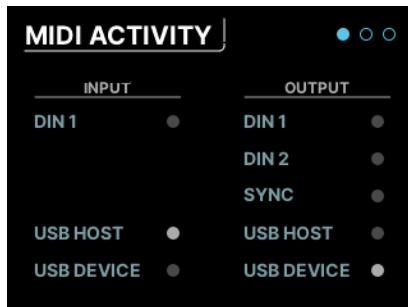 MIDI ACTIVITY
INPUT OUTPUT
DIN 1 DIN 1
DIN 2
SYNC
USB HOST USB HOST
USB DEVICE USB DEVICE